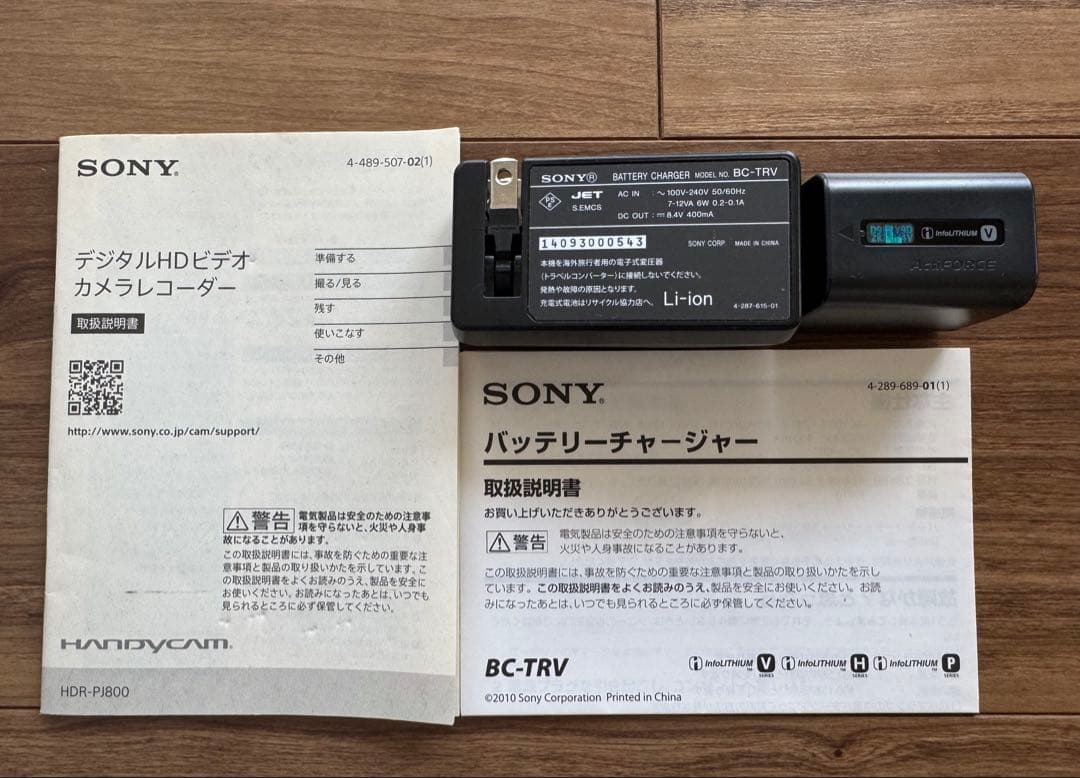 SONY®
4-489-507-02(1)
デジタルHDビデオ
カメラレコーダー
取扱説明書
準備する
撮る/見る
残す
使いこなす
その他
http://www.sony.co.jp/cam/support/
警告
電気製品は安全のための注意事
項を守らないと、火災や人身事
故になることがあります。
この取扱説明書には、事故を防ぐための重要な注
意事項と製品の取り扱いかたを示しています。こ
の取扱説明書をよくお読みのうえ、製品を安全に
お使いください。お読みになったあとは、いつでも
見られるところに必ず保管してください。
HANDYCAM®
HDR-PJ800
SONY® BATTERY CHARGER MODEL NO. BC-TRV
PSE JET
S.EMCS
AC IN : ～100V-240V 50/60Hz
7-12VA 6W 0.2-0.1A
DC OUT : ⎓8.4V 400mA
14093000543
SONY CORP. MADE IN CHINA
本機を海外旅行者用の電子式変圧器
(トラベルコンバーター)に接続しないでください。
発熱や故障の原因となります。
充電式電池はリサイクル協力店へ。
Li-ion
4-287-615-01
InfoLITHIUM V
ActiFORCE
SONY®
4-289-689-01(1)
バッテリーチャージャー
取扱説明書
お買い上げいただきありがとうございます。
警告
電気製品は安全のための注意事項を守らないと、
火災や人身事故になることがあります。
この取扱説明書には、事故を防ぐための重要な注意事項と製品の取り扱いかたを示し
ています。この取扱説明書をよくお読みのうえ、製品を安全にお使いください。お読
みになったあとは、いつでも見られるところに必ず保管してください。
BC-TRV
InfoLITHIUM™ V SERIES InfoLITHIUM™ H SERIES InfoLITHIUM™ P SERIES
©2010 Sony Corporation Printed in China